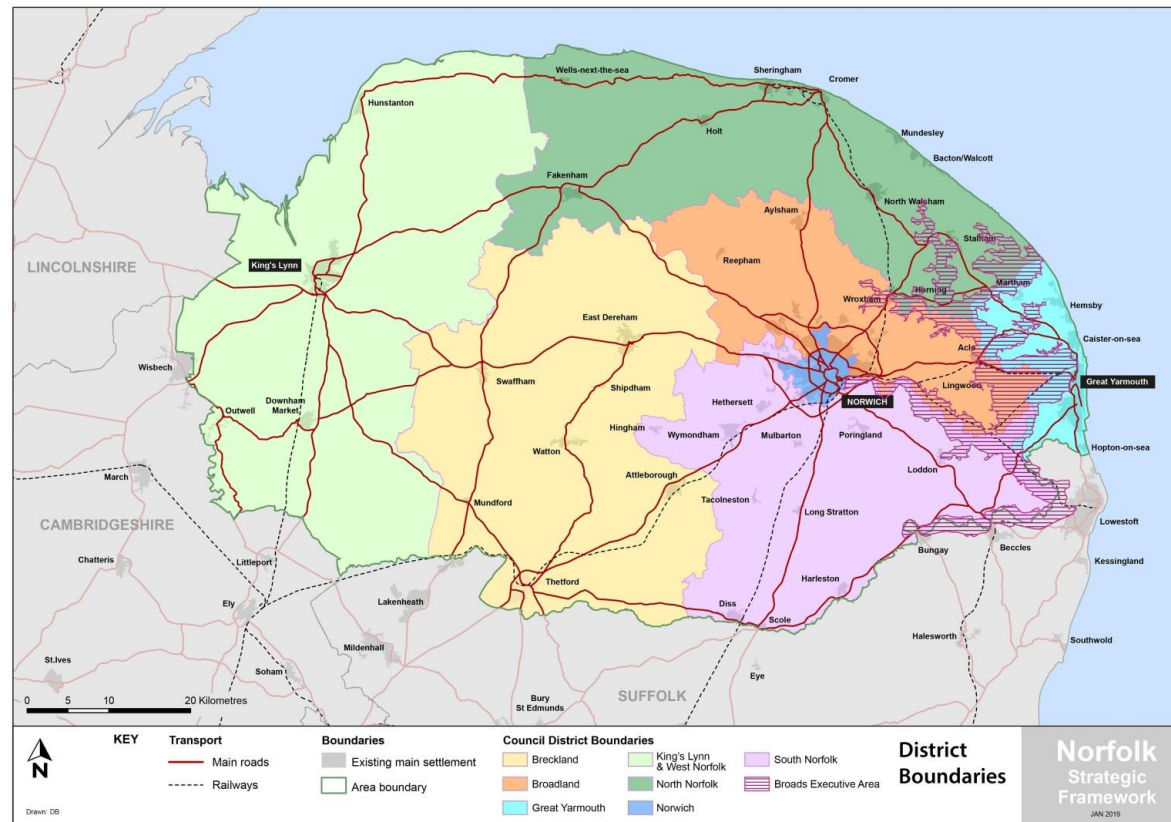 Wells-next-the-sea
Sheringham
Cromer
Hunstanton
Holt
Mundesley
Bacton/Walcott
Fakenham
Aylsham
North Walsham
Stalham
LINCOLNSHIRE
King's Lynn
Reepham
Martham
Horning
Hemsby
Wroxham
East Dereham
Caister-on-sea
Acle
Wisbech
Swaffham
Shipdham
Great Yarmouth
Lingwood
Downham
Market
Outwell
Hethersett
NORWICH
Hingham
Wymondham
Mulbarton
Poringland
Hopton-on-sea
Watton
Loddon
March
Attleborough
Tacolneston
Mundford
Long Stratton
Lowestoft
CAMBRIDGESHIRE
Bungay
Beccles
Chatteris
Littleport
Kessingland
Thetford
Harleston
Lakenheath
Ely
Diss
Scole
Halesworth
Southwold
Mildenhall
St.Ives
Soham
Eye
SUFFOLK
Bury
St Edmunds
0 5 10 20 Kilometres
N
Drawn: DB
KEY
Transport
Main roads
Railways
Boundaries
Existing main settlement
Area boundary
Council District Boundaries
Breckland
Broadland
Great Yarmouth
King's Lynn
& West Norfolk
North Norfolk
Norwich
South Norfolk
Broads Executive Area
District
Boundaries
Norfolk
Strategic
Framework
JAN 2019